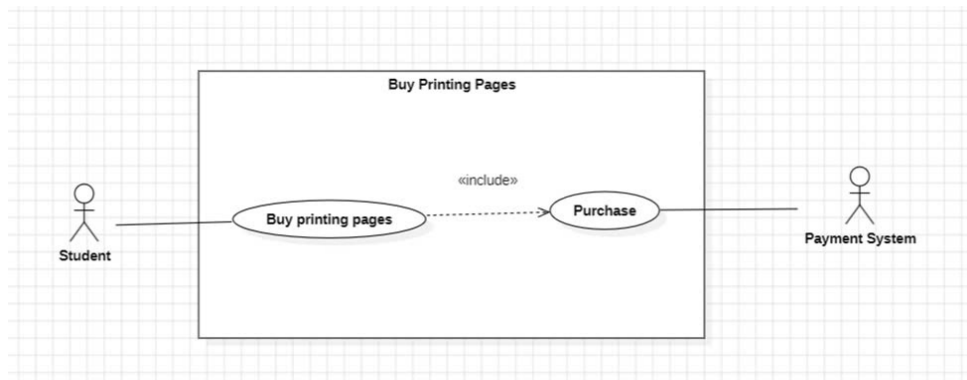 Buy Printing Pages
«include»
Buy printing pages
Purchase
Student
Payment System